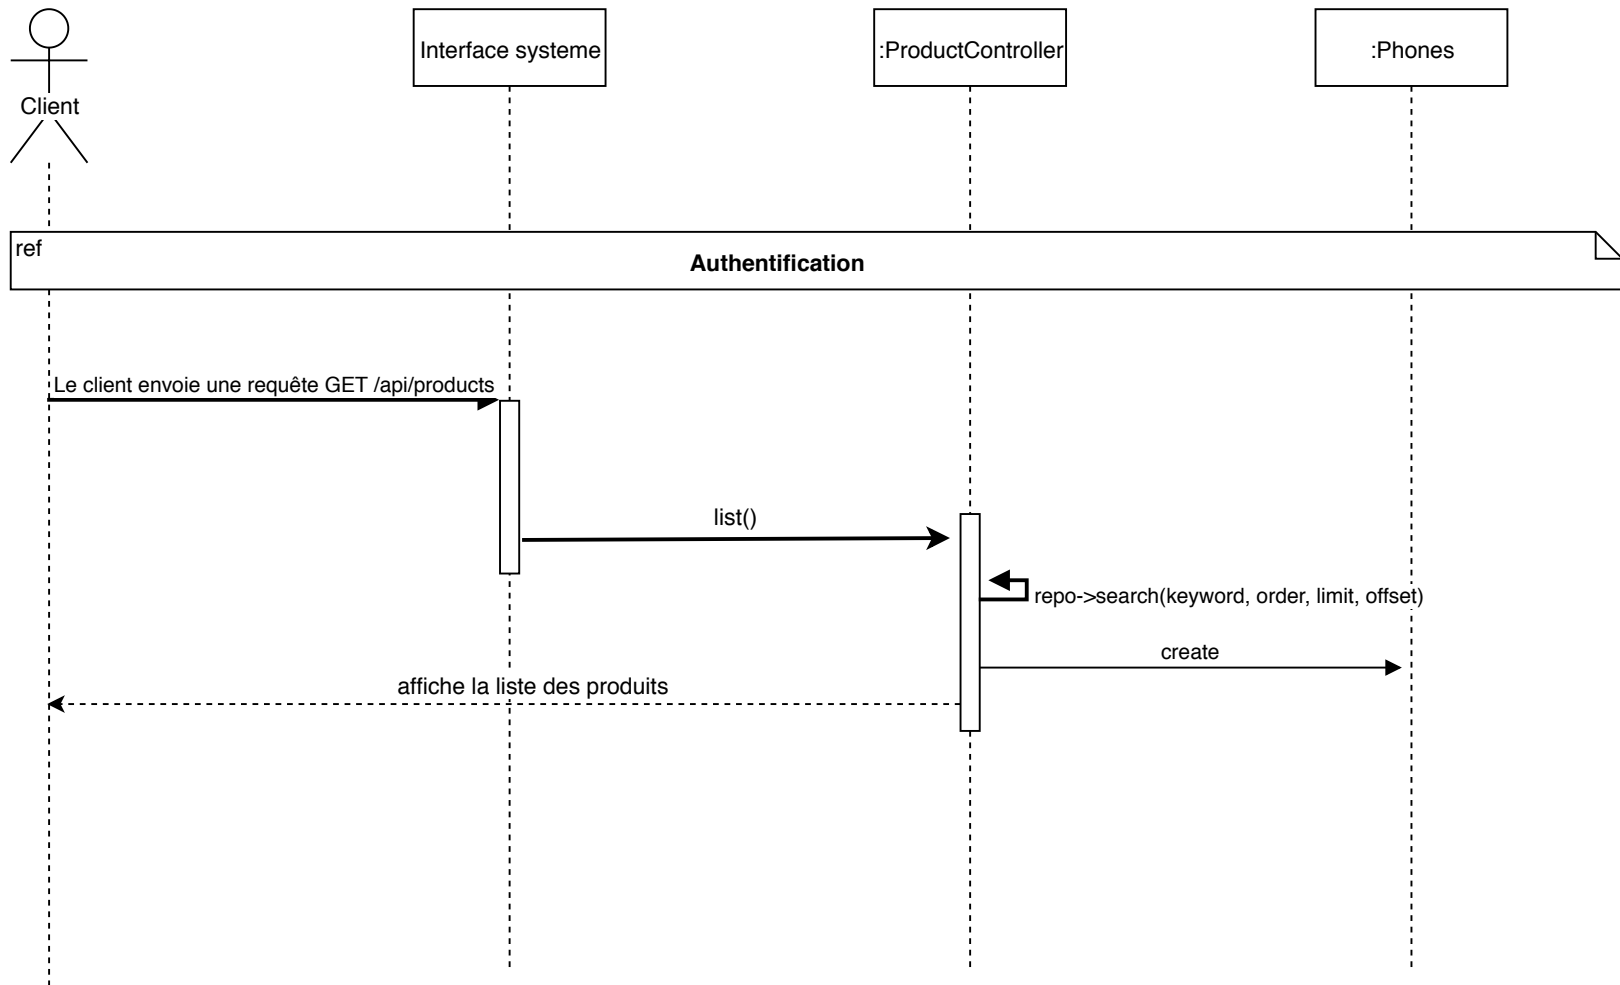 Client
Interface systeme
:ProductController
:Phones
ref
Authentification
Le client envoie une requête GET /api/products
list()
repo->search(keyword, order, limit, offset)
create
affiche la liste des produits